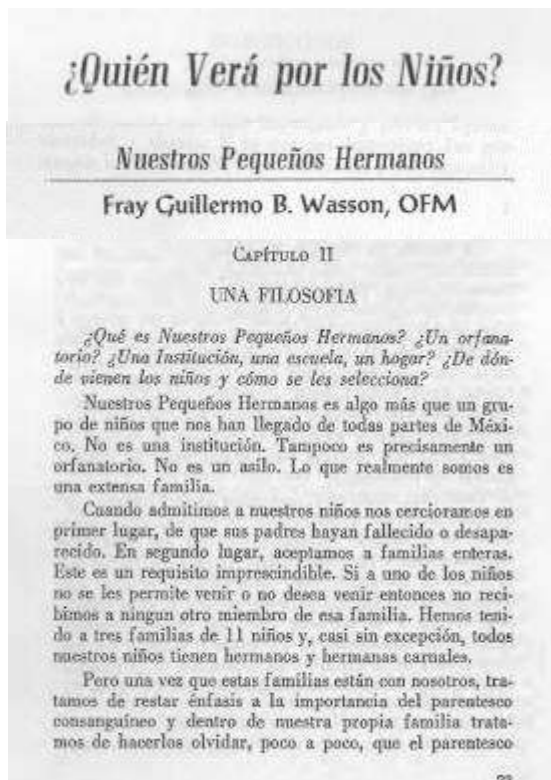 ¿Quién Verá por los Niños?
Nuestros Pequeños Hermanos
Fray Guillermo B. Wasson, OFM
CAPÍTULO II
UNA FILOSOFIA
¿Qué es Nuestros Pequeños Hermanos? ¿Un orfana-
torio? ¿Una Institución, una escuela, un hogar? ¿De dón-
de vienen los niños y cómo se les selecciona?
Nuestros Pequeños Hermanos es algo más que un gru-
po de niños que nos han llegado de todas partes de Méxi-
co. No es una institución. Tampoco es precisamente un
orfanatorio. No es un asilo. Lo que realmente somos es
una extensa familia.
Cuando admitimos a nuestros niños nos cercioramos en
primer lugar, de que sus padres hayan fallecido o desapa-
recido. En segundo lugar, aceptamos a familias enteras.
Este es un requisito imprescindible. Si a uno de los niños
no se les permite venir o no desea venir entonces no reci-
bimos a ningun otro miembro de esa familia. Hemos teni-
do a tres familias de 11 niños y, casi sin excepción, todos
nuestros niños tienen hermanos y hermanas carnales.
Pero una vez que estas familias están con nosotros, tra-
tamos de restar énfasis a la importancia del parentesco
consanguíneo y dentro de nuestra propia familia trata-
mos de hacerlos olvidar, poco a poco, que el parentesco